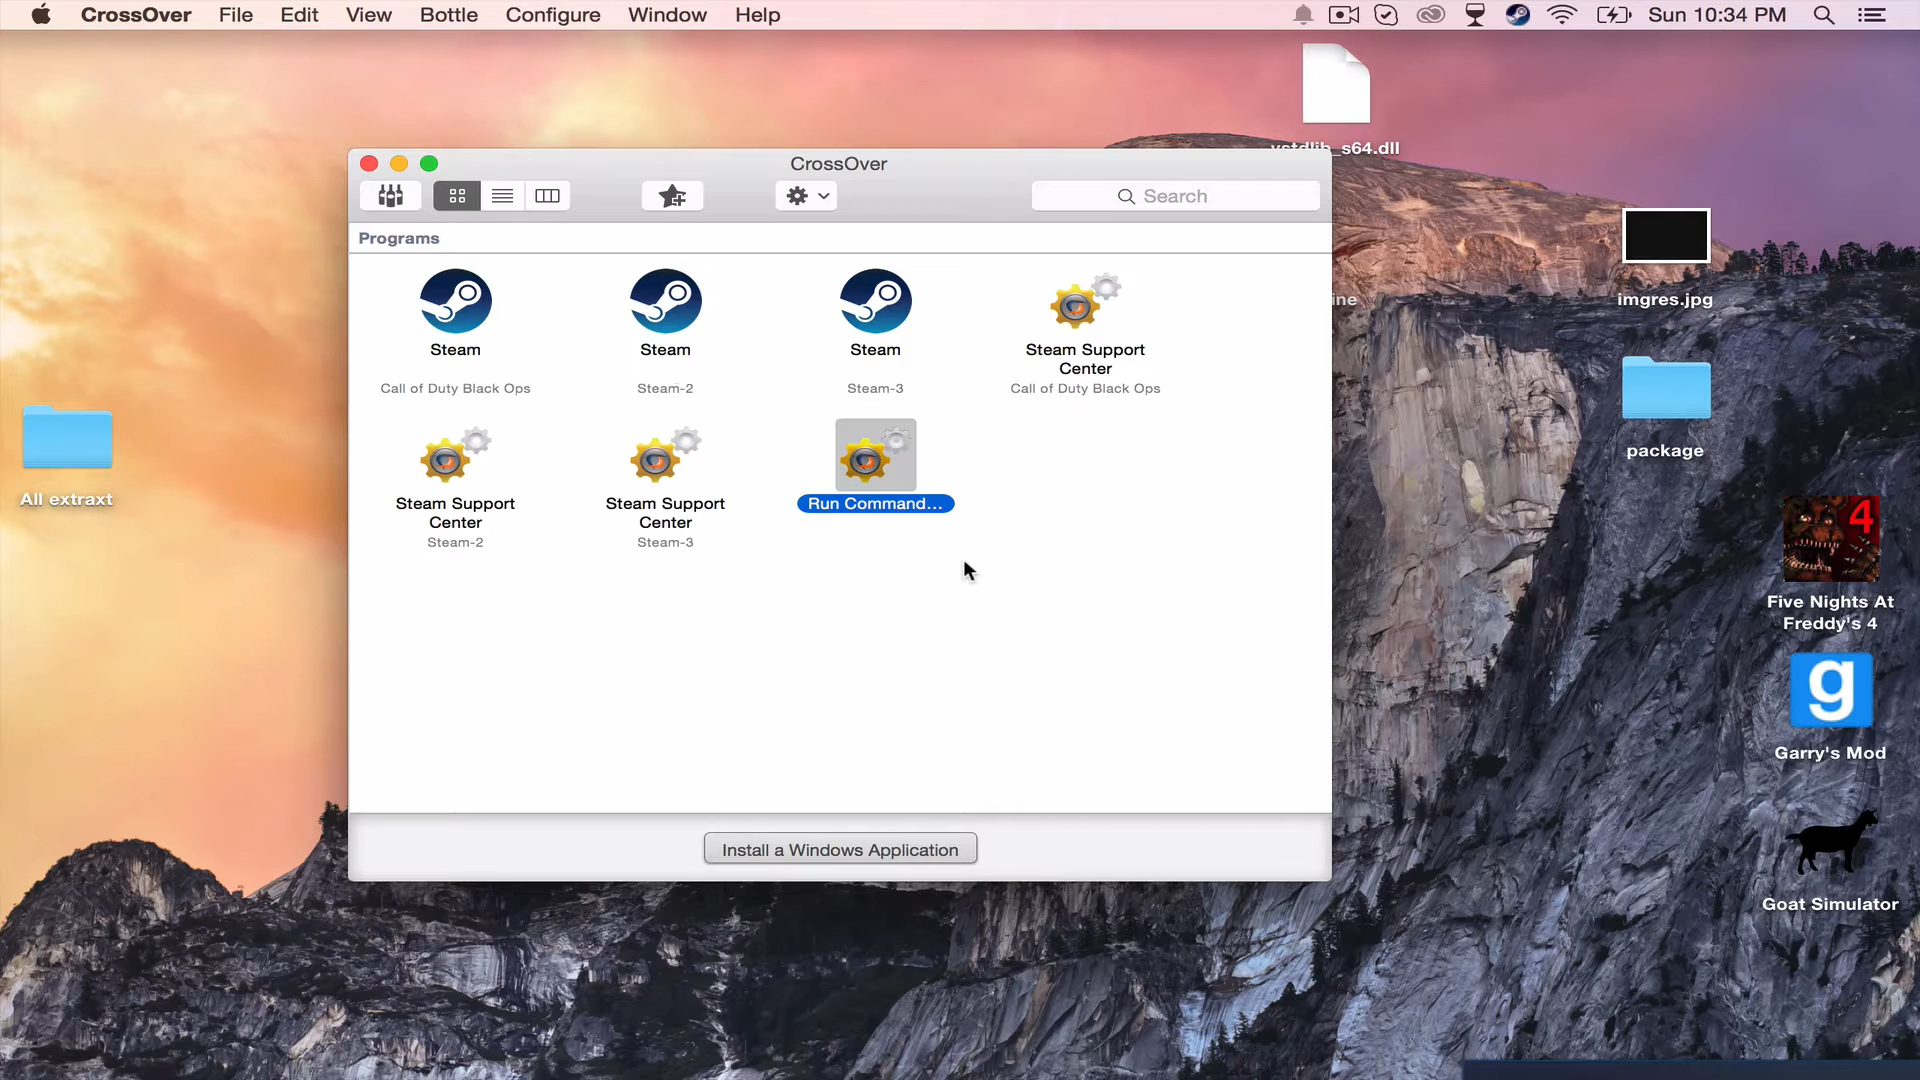 CrossOver File Edit View Bottle Configure Window Help Sun 10:34 PM
CrossOver
Search
Programs
Steam
Call of Duty Black Ops
Steam
Steam-2
Steam
Steam-3
Steam Support
Center
Call of Duty Black Ops
Steam Support
Center
Steam-2
Steam Support
Center
Steam-3
Run Command...
Install a Windows Application
All extraxt
vstdlib_s64.dll
imgres.jpg
package
4
Five Nights At
Freddy's 4
g
Garry's Mod
Goat Simulator